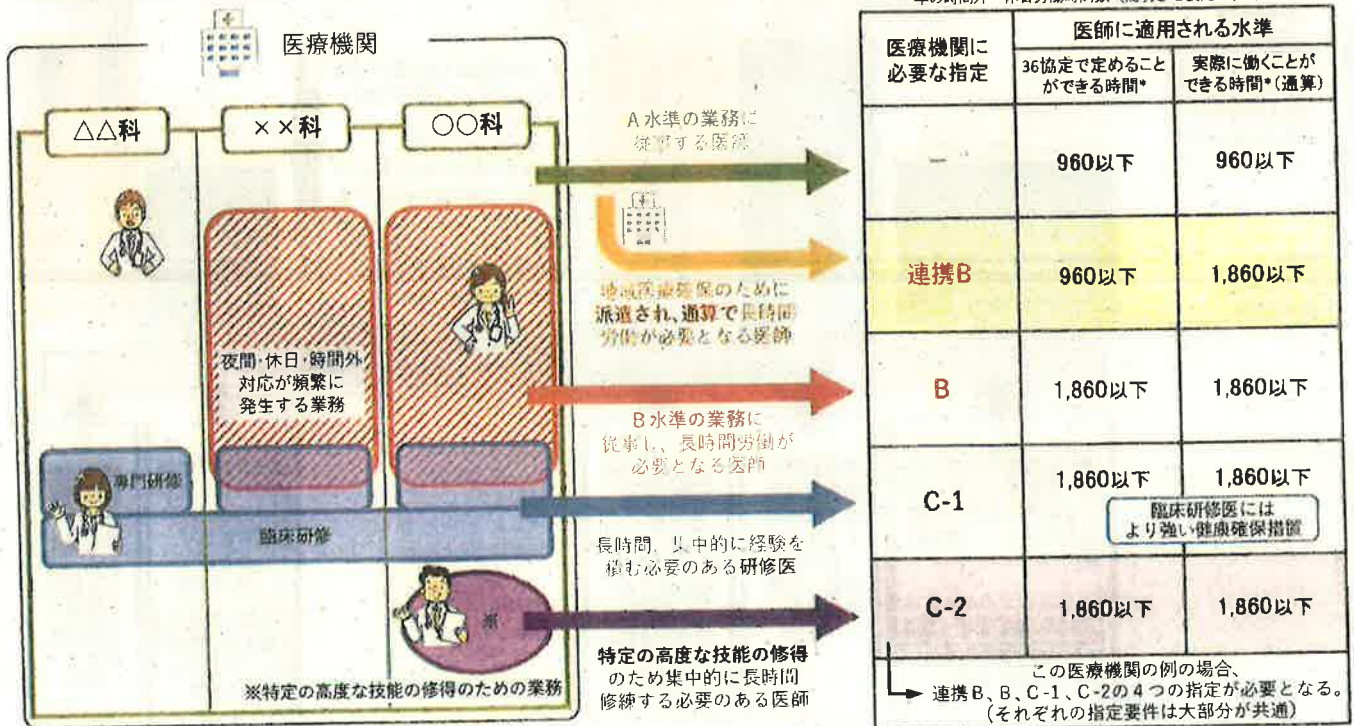 医療機関
△△科
××科
○○科
夜間・休日・時間外
対応が頻繁に
発生する業務
専門研修
臨床研修
※
※特定の高度な技能の修得のための業務
A水準の業務に
従事する医師
地域医療確保のために
派遣され、通算で長時間
労働が必要となる医師
B水準の業務に
従事し、長時間労働が
必要となる医師
長時間、集中的に経験を
積む必要のある研修医
特定の高度な技能の修得
のため集中的に長時間
修練する必要のある医師
医療機関に
必要な指定
医師に適用される水準
36協定で定めること
ができる時間*
実際に働くことが
できる時間*(通算)
— 960以下 960以下
連携B 960以下 1,860以下
B 1,860以下 1,860以下
C-1 1,860以下 1,860以下
臨床研修医には
より強い健康確保措置
C-2 1,860以下 1,860以下
この医療機関の例の場合、
連携B、B、C-1、C-2の4つの指定が必要となる。
(それぞれの指定要件は大部分が共通)